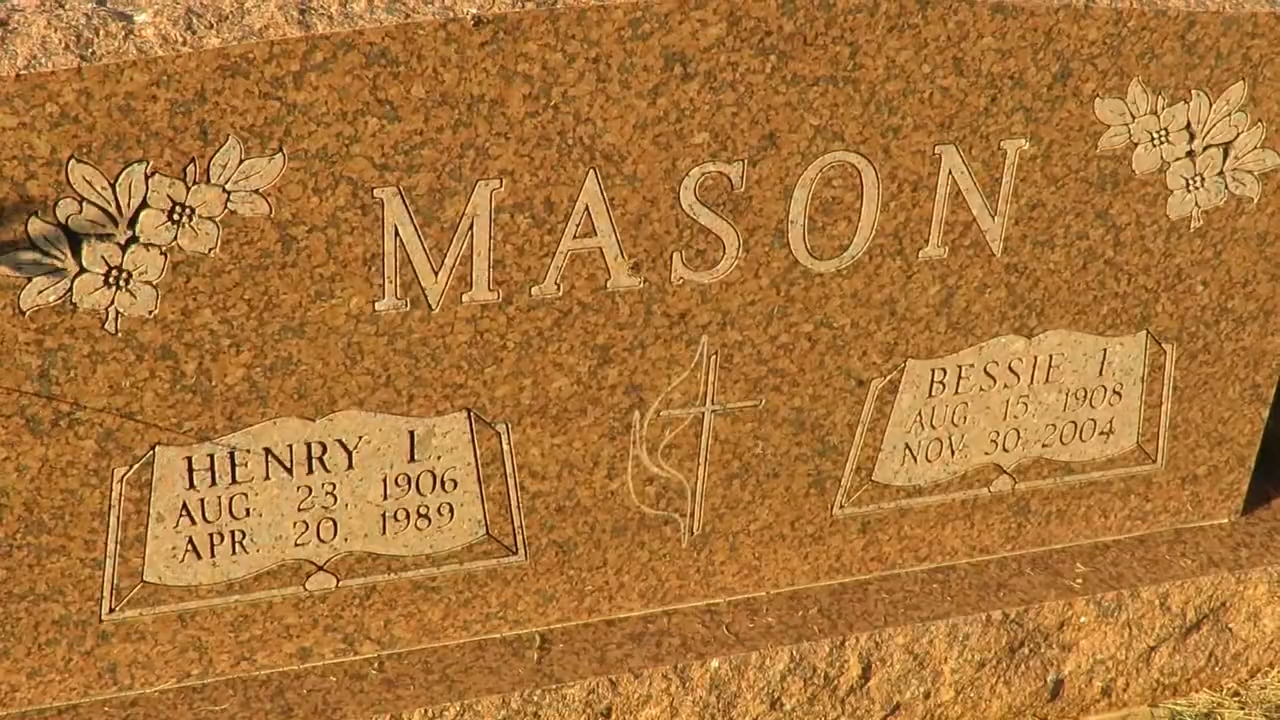 MASON
HENRY L.
AUG. 23, 1906
APR. 20, 1989
BESSIE F.
AUG. 15, 1908
NOV. 30, 2004